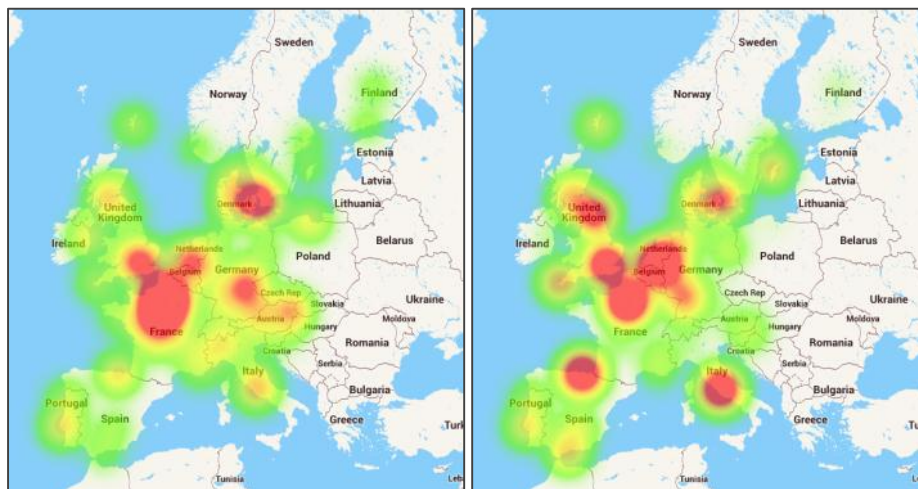 Sweden
Finland
Norway
Estonia
Latvia
Denmark
Lithuania
United
Kingdom
Ireland
Belarus
Netherlands
Poland
Belgium
Germany
Czech Rep
Ukraine
Slovakia
Austria
Hungary
Moldova
France
Romania
Croatia
Serbia
Italy
Bulgaria
Portugal
Spain
Greece
Tunisia
Sweden
Finland
Norway
Estonia
Latvia
Denmark
Lithuania
United
Kingdom
Ireland
Belarus
Netherlands
Poland
Belgium
Germany
Czech Rep
Ukraine
Slovakia
Austria
Hungary
Moldova
France
Romania
Croatia
Serbia
Italy
Bulgaria
Portugal
Spain
Greece
Tunisia